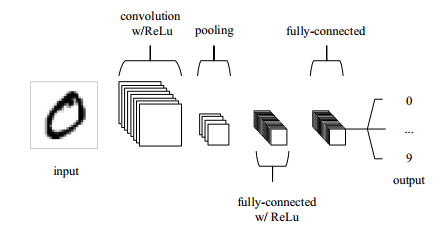 convolution
w/ReLu
pooling
fully-connected
0
...
9
input
output
fully-connected
w/ ReLu